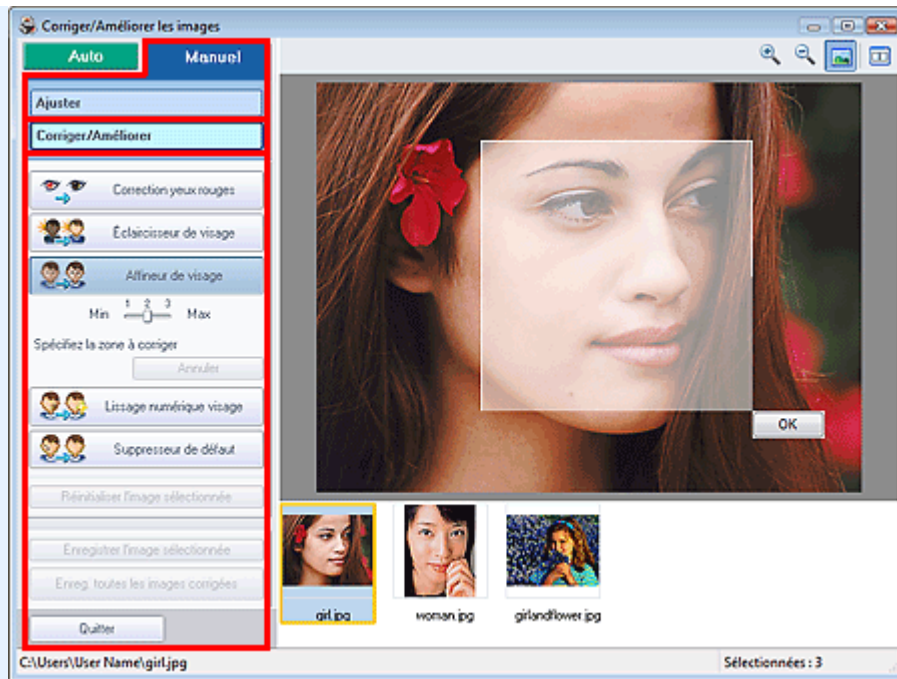 Corriger/Améliorer les images
Auto Manuel
Ajuster
Corriger/Améliorer
Correction yeux rouges
Éclaircisseur de visage
Affineur de visage
1 2 3
Min Max
Spécifiez la zone à corriger
Annuler
Lissage numérique visage
Suppresseur de défaut
Réinitialiser l'image sélectionnée
Enregistrer l'image sélectionnée
Enreg. toutes les images corrigées
Quitter
OK
girl.jpg woman.jpg girlandflower.jpg
C:\Users\User Name\girl.jpg Sélectionnées : 3